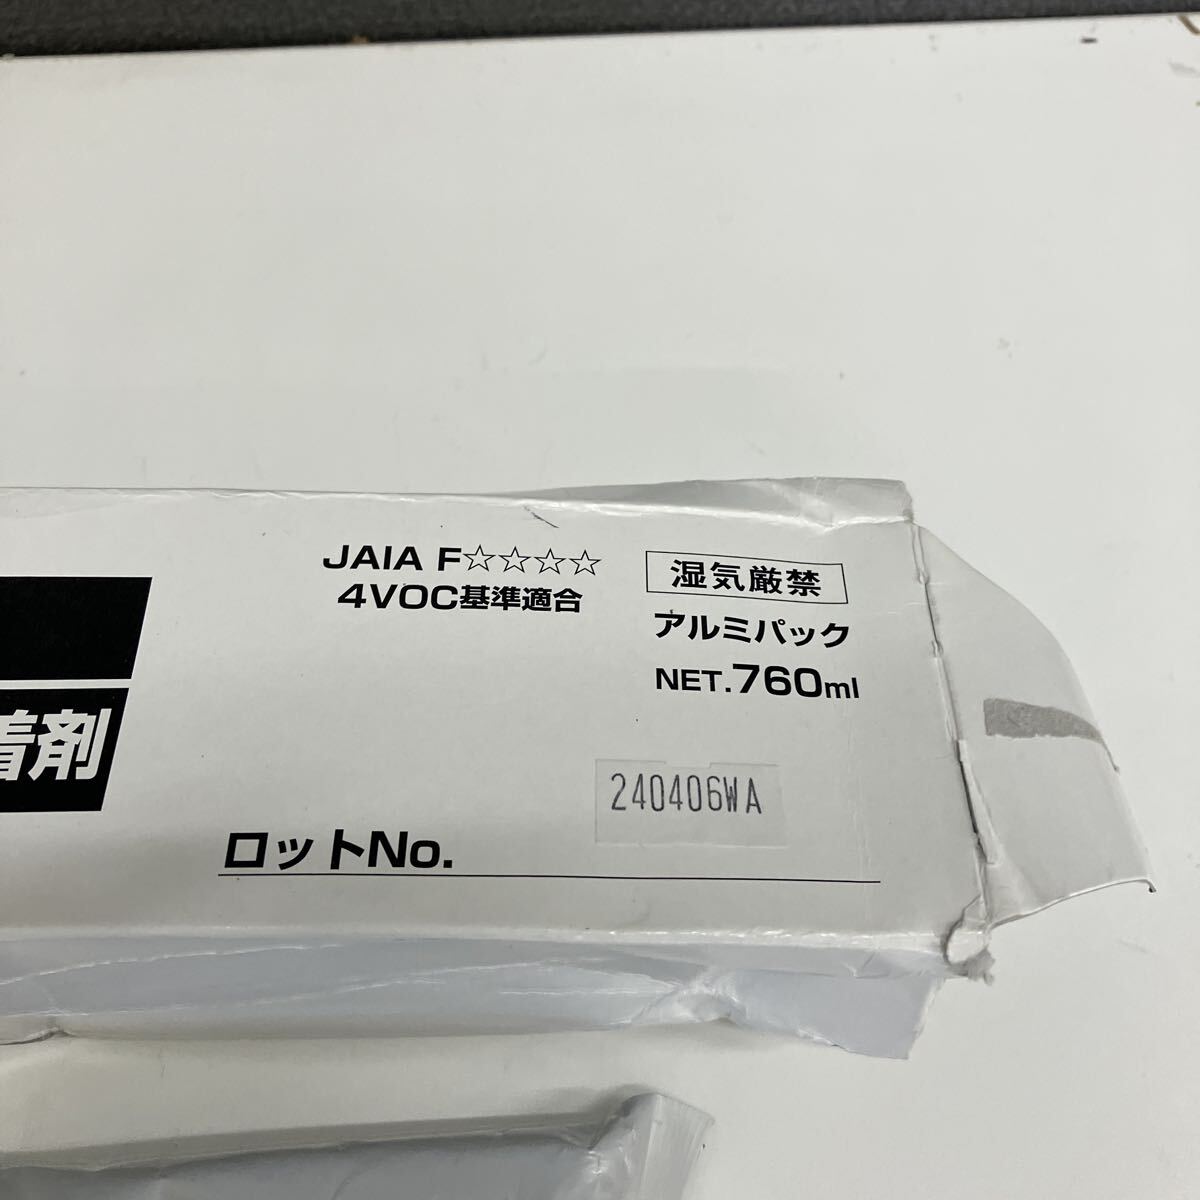 JAIA F☆☆☆☆
4VOC基準適合
湿気厳禁
アルミパック
NET.760ml
着剤
240406WA
ロットNo.